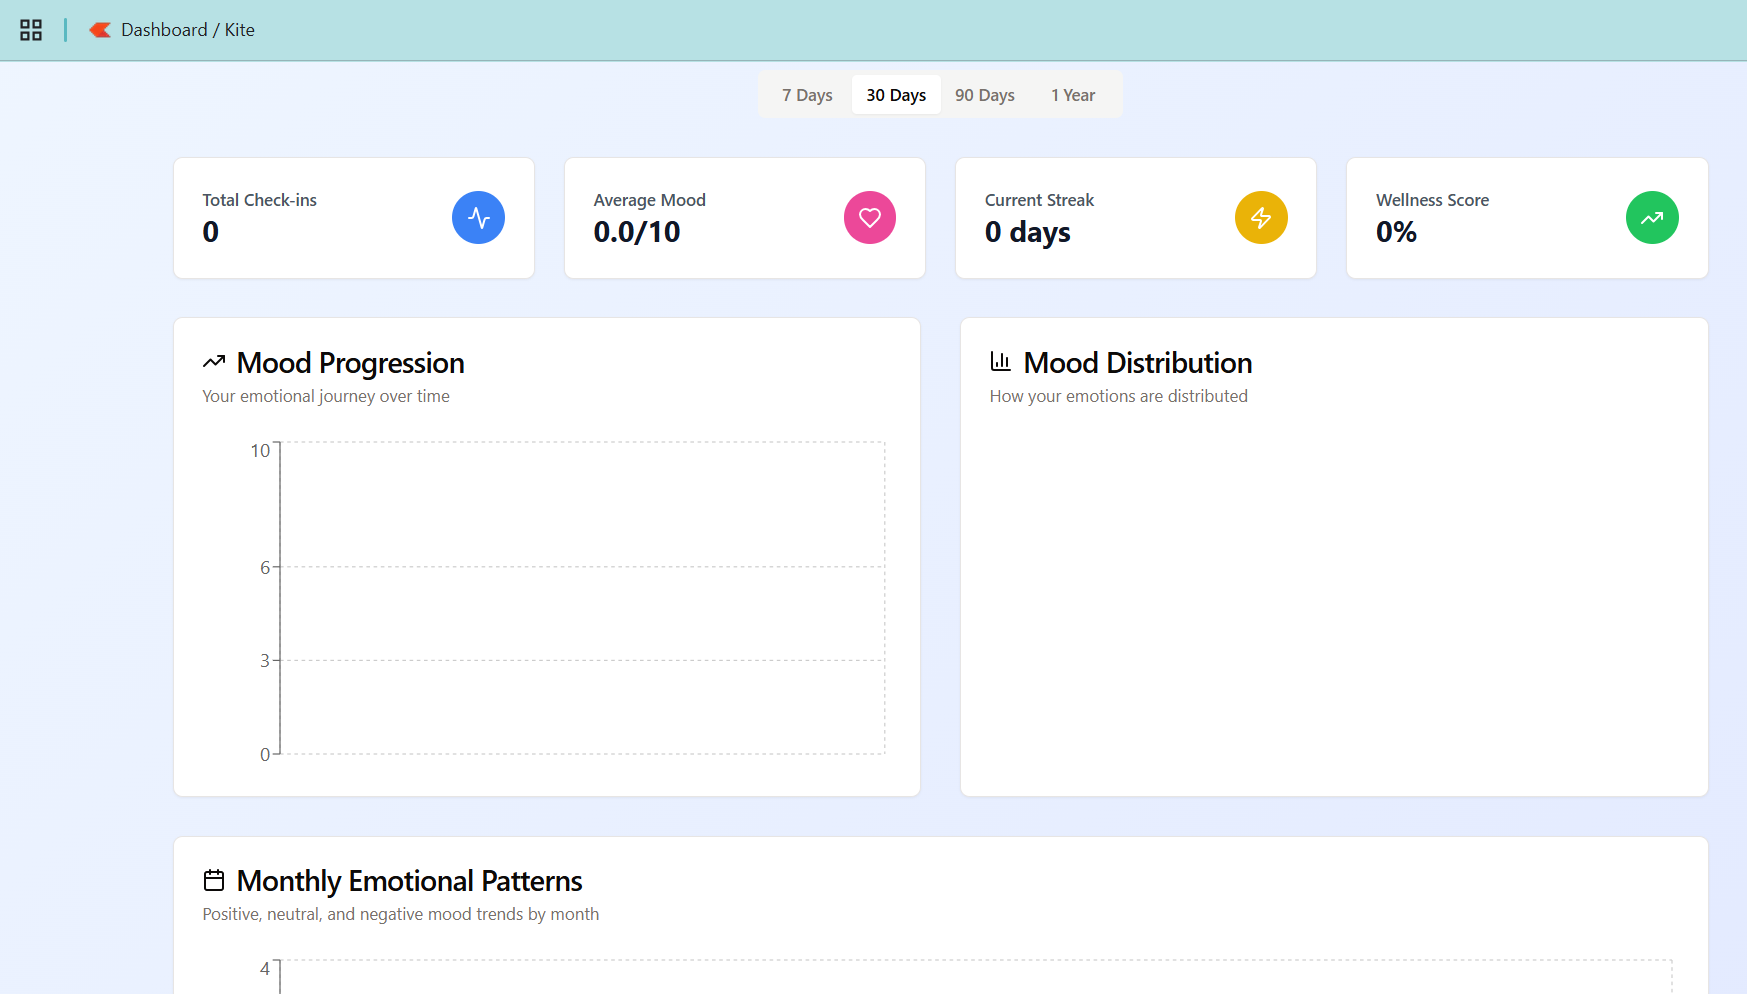 Dashboard / Kite
7 Days 30 Days 90 Days 1 Year
Total Check-ins
0
Average Mood
0.0/10
Current Streak
0 days
Wellness Score
0%
Mood Progression
Your emotional journey over time
10
6
3
0
Mood Distribution
How your emotions are distributed
Monthly Emotional Patterns
Positive, neutral, and negative mood trends by month
4